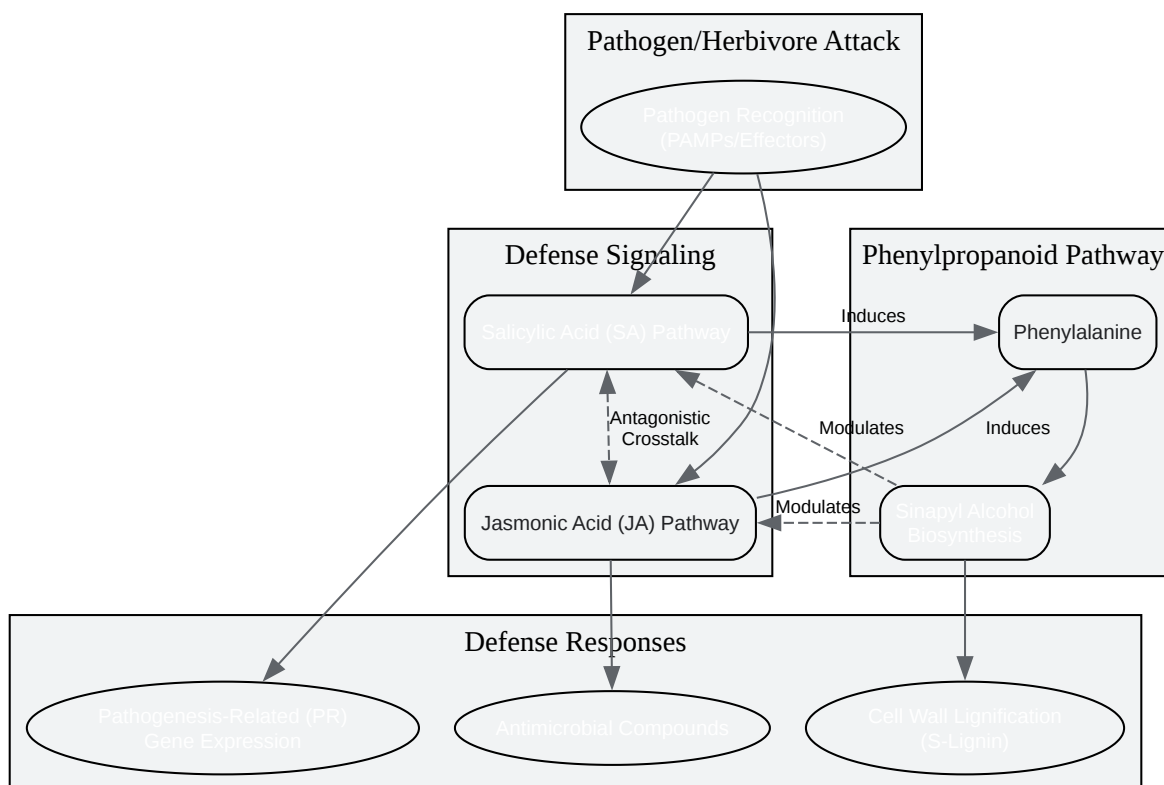 Pathogen/Herbivore Attack
Pathogen Recognition
(PAMPs/Effectors)
Defense Signaling
Phenylpropanoid Pathway
Salicylic Acid (SA) Pathway
Induces
Phenylalanine
Antagonistic
Crosstalk
Modulates
Induces
Jasmonic Acid (JA) Pathway
Modulates
Sinapyl Alcohol
Biosynthesis
Defense Responses
Pathogenesis-Related (PR)
Gene Expression
Antimicrobial Compounds
Cell Wall Lignification
(S-Lignin)